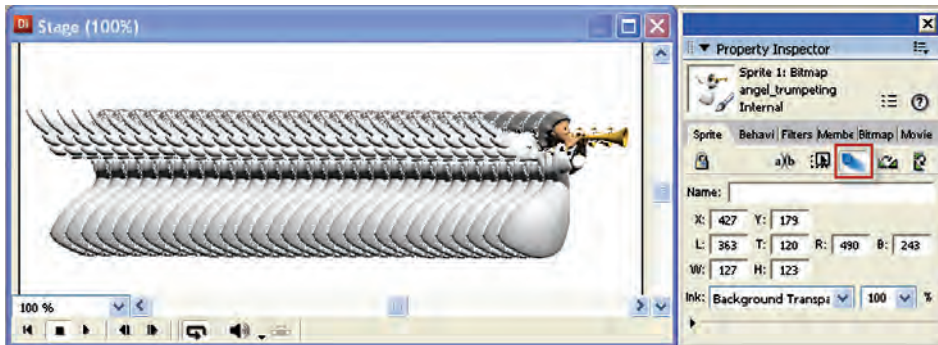 Di Stage (100%)
100 %
Property Inspector
Sprite 1: Bitmap
angel_trumpeting
Internal
Sprite Behavi Filters Membe Bitmap Movie
a)b
Name:
X: 427 Y: 179
L: 363 T: 120 R: 490 B: 243
W: 127 H: 123
Ink: Background Transpa 100 %